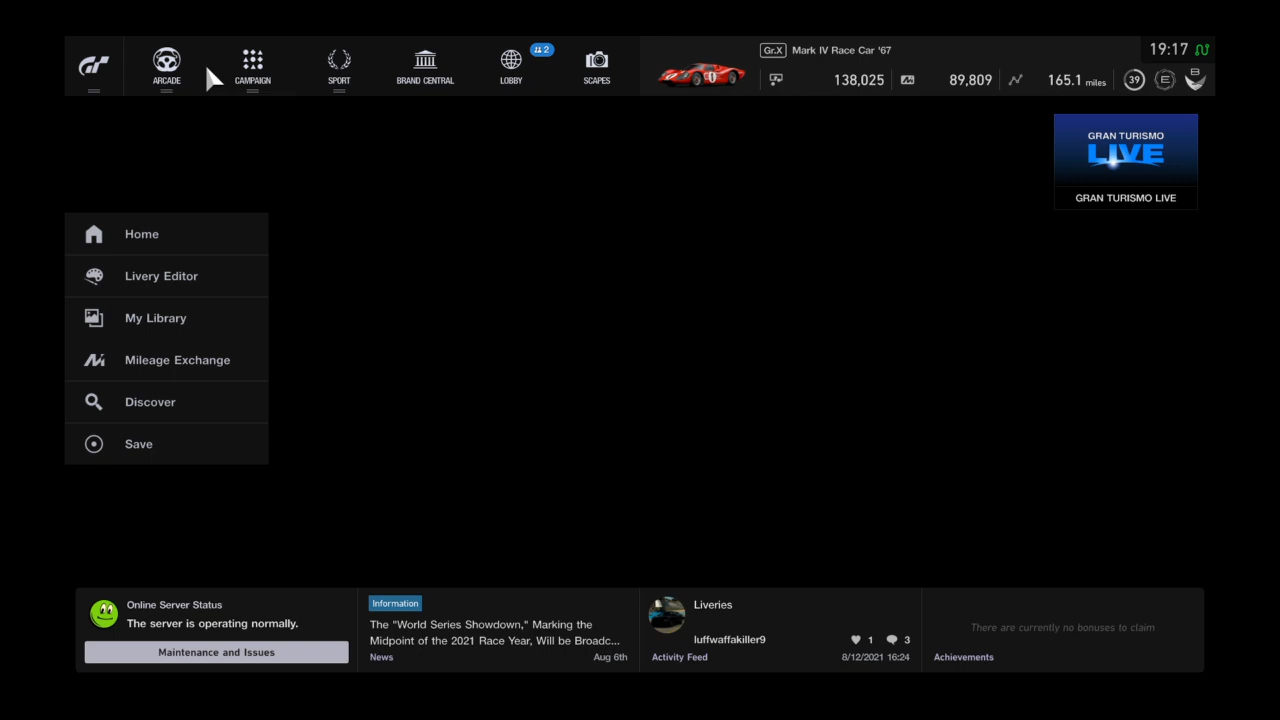 ARCADE
CAMPAIGN
SPORT
BRAND CENTRAL
LOBBY
2
SCAPES
Gr.X Mark IV Race Car '67
138,025
89,809
165.1 miles
39
E
B
19:17
GRAN TURISMO
LIVE
GRAN TURISMO LIVE
Home
Livery Editor
My Library
Mileage Exchange
Discover
Save
Online Server Status
The server is operating normally.
Maintenance and Issues
Information
The "World Series Showdown," Marking the
Midpoint of the 2021 Race Year, Will be Broadc...
News Aug 6th
Liveries
luffwaffakiller9 1 3
Activity Feed 8/12/2021 16:24
There are currently no bonuses to claim
Achievements